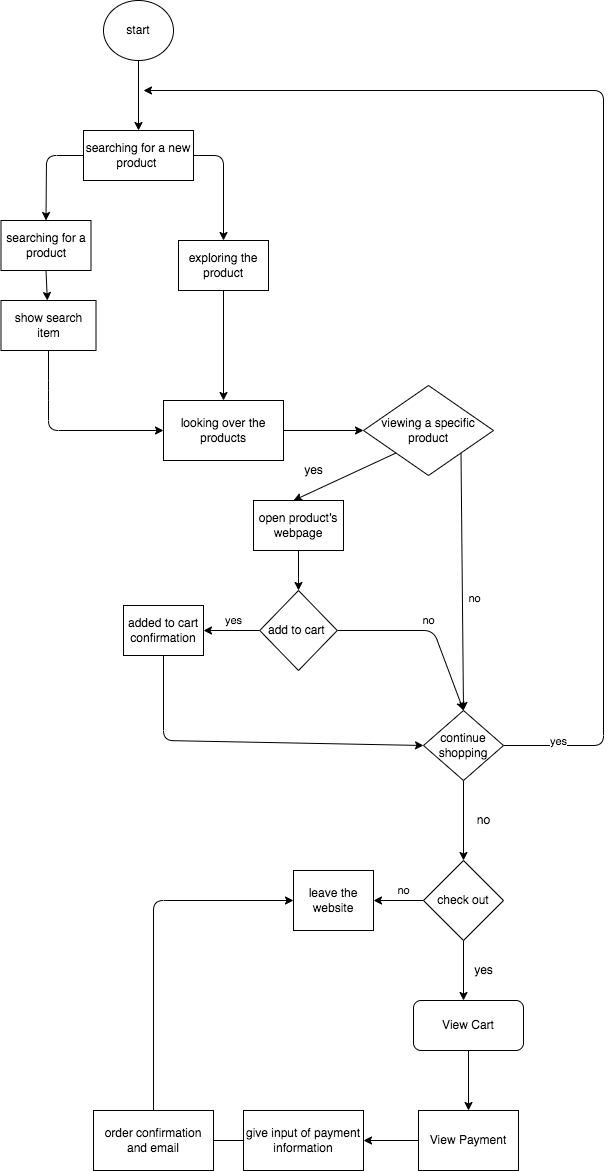 start
searching for a new
product
searching for a
product
exploring the
product
show search
item
looking over the
products
viewing a specific
product
yes
open product's
webpage
no
added to cart
confirmation
yes
add to cart
no
continue
shopping
yes
no
leave the
website
no
check out
yes
View Cart
order confirmation
and email
give input of payment
information
View Payment